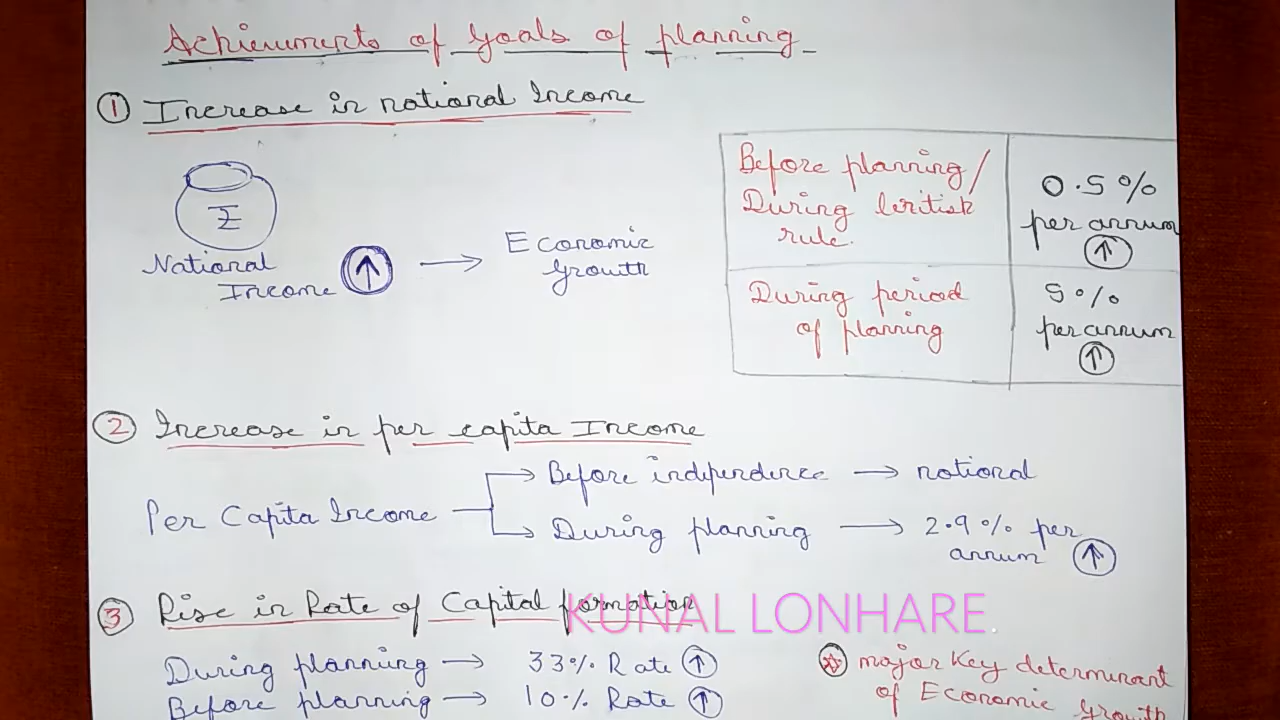 Achievements of Goals of planning
① Increase in national Income
₹
National
Income ↑ → Economic
Growth
Before planning/
During british
rule.
0.5%
per annum
↑
During period
of planning
5%
per annum
↑
② Increase in per capita Income
Per Capita Income
→ Before independence → notional
→ During planning → 2.9% per
annum ↑
③ Rise in Rate of Capital formation
KUNAL LONHARE.
During planning → 33% Rate ↑
Before planning → 10% Rate ↑
major Key determinant
of Economic Growth